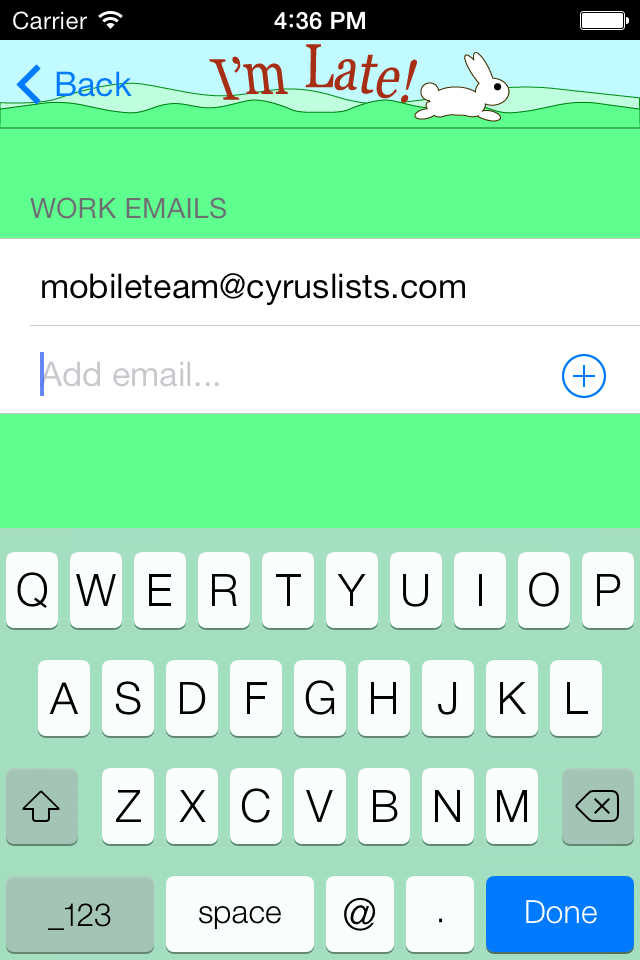 Carrier 4:36 PM
Back I'm Late!
WORK EMAILS
mobileteam@cyruslists.com
Add email...
Q W E R T Y U I O P
A S D F G H J K L
Z X C V B N M
_123 space @ . Done